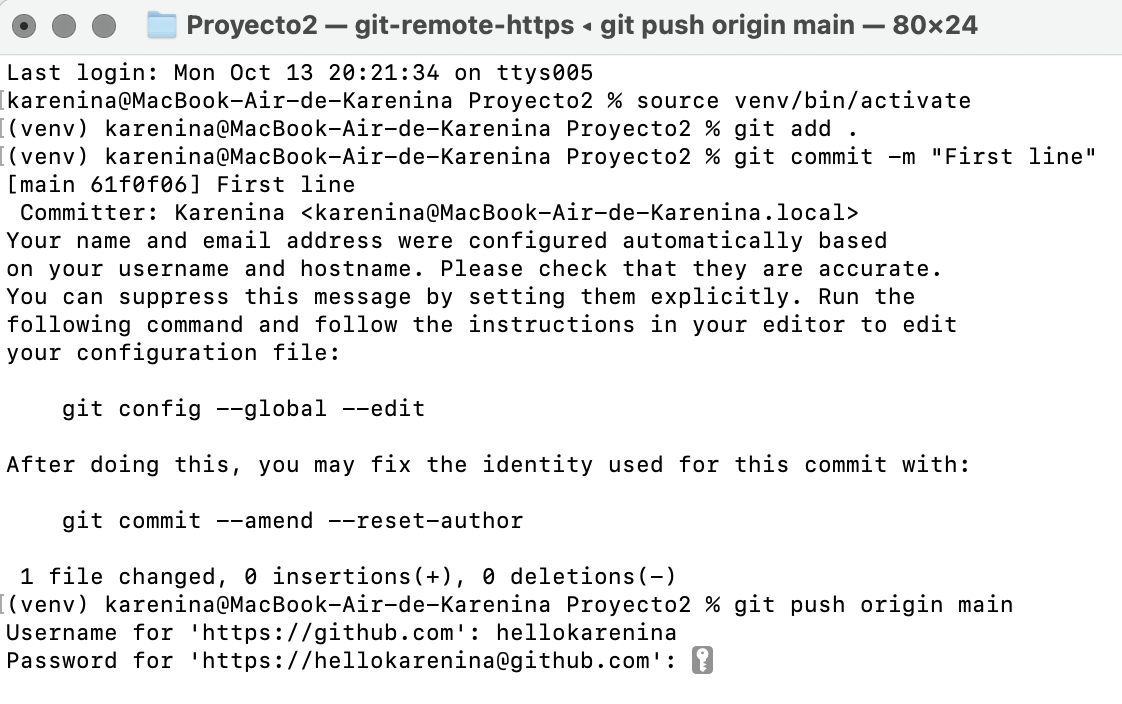 Proyecto2 — git-remote-https ◂ git push origin main — 80×24
Last login: Mon Oct 13 20:21:34 on ttys005
[karenina@MacBook-Air-de-Karenina Proyecto2 % source venv/bin/activate
[(venv) karenina@MacBook-Air-de-Karenina Proyecto2 % git add .
[(venv) karenina@MacBook-Air-de-Karenina Proyecto2 % git commit -m "First line"
[main 61f0f06] First line
 Committer: Karenina <karenina@MacBook-Air-de-Karenina.local>
Your name and email address were configured automatically based
on your username and hostname. Please check that they are accurate.
You can suppress this message by setting them explicitly. Run the
following command and follow the instructions in your editor to edit
your configuration file:

    git config --global --edit

After doing this, you may fix the identity used for this commit with:

    git commit --amend --reset-author

 1 file changed, 0 insertions(+), 0 deletions(-)
[(venv) karenina@MacBook-Air-de-Karenina Proyecto2 % git push origin main
Username for 'https://github.com': hellokarenina
Password for 'https://hellokarenina@github.com':